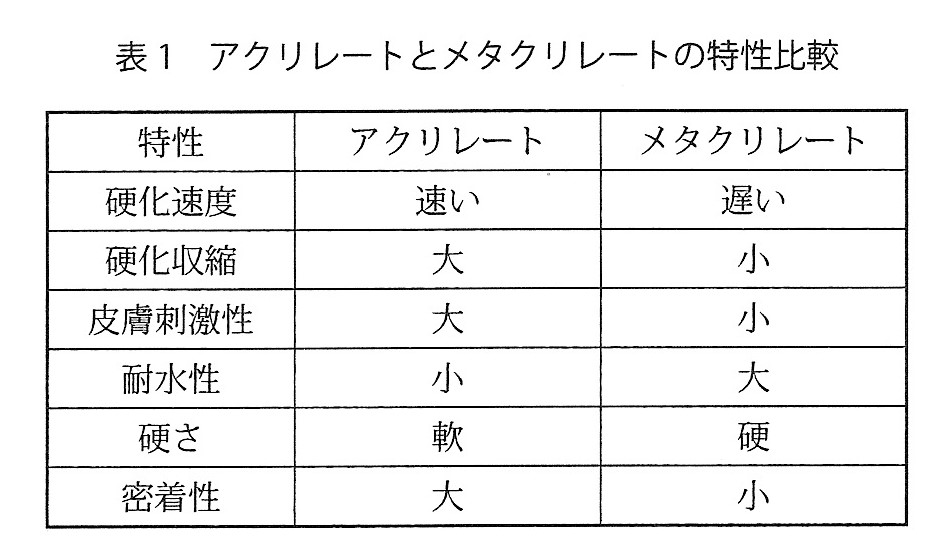 表1 アクリレートとメタクリレートの特性比較
特性 アクリレート メタクリレート
硬化速度 速い 遅い
硬化収縮 大 小
皮膚刺激性 大 小
耐水性 小 大
硬さ 軟 硬
密着性 大 小